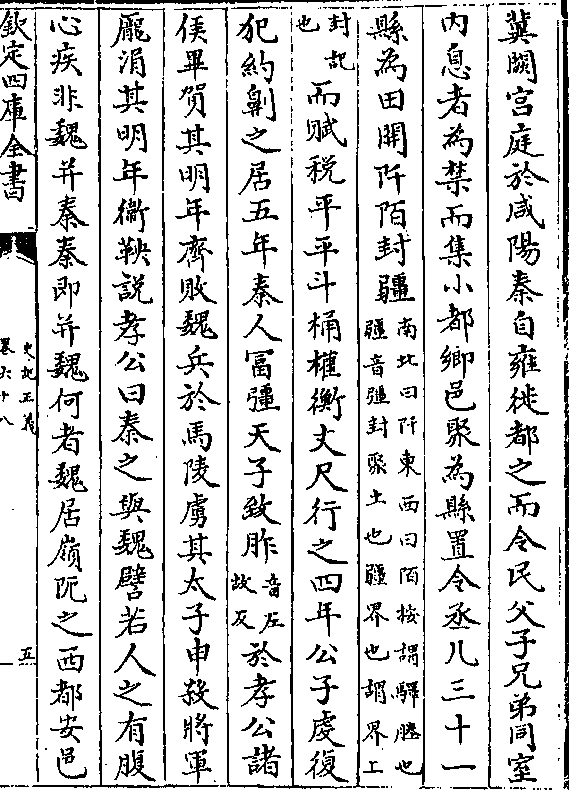 冀闕宫庭於咸陽秦自雍徙都之而令民父子兄弟同室
内息者為禁而集小都鄉邑聚為縣置令丞凡三十一
縣為田開阡陌封疆南北曰阡東西曰陌按謂驛塍也
疆音彊封聚土也疆界也謂界上
封記
也而賦税平平斗桶權衡丈尺行之四年公子虔復
犯約劓之居五年秦人富彊天子致胙音左
故反於孝公諸
侯畢賀其明年齊敗魏兵於馬陵虜其太子申殺將軍
龐涓其明年衞鞅説孝公曰秦之與魏譬若人之有腹
心疾非魏并秦秦即并魏何者魏居嶺阨之西都安邑
欽定四庫全書
史記正義
卷六十八
五